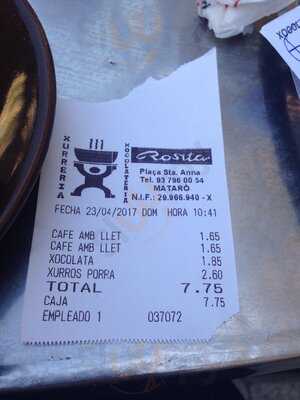 XURRERIA
XOCOLATERIA
Rosita
Plaça Sta. Anna
Tel. 93 796 00 54
MATARÓ
N.I.F.: 29.966.940 - X
FECHA 23/04/2017 DOM HORA 10:41
CAFE AMB LLET 1.65
CAFE AMB LLET 1.65
XOCOLATA 1.85
XURROS PORRA 2.60
TOTAL 7.75
CAJA 7.75
EMPLEADO 1 037072